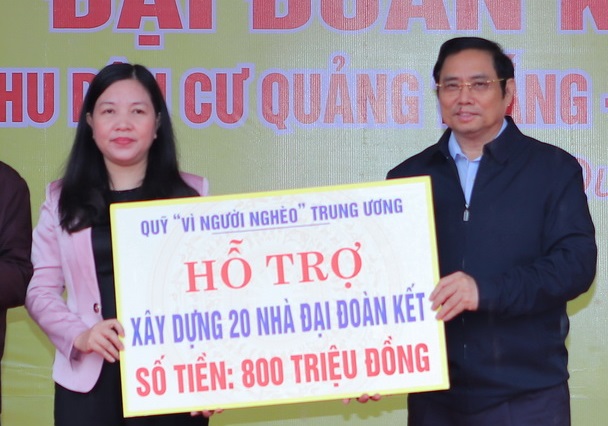 ĐẠI ĐOÀN K
HU DÂN CƯ QUẢNG
QUỸ "VÌ NGƯỜI NGHÈO" TRUNG ƯƠNG
HỖ TRỢ
XÂY DỰNG 20 NHÀ ĐẠI ĐOÀN KẾT
SỐ TIỀN: 800 TRIỆU ĐỒNG